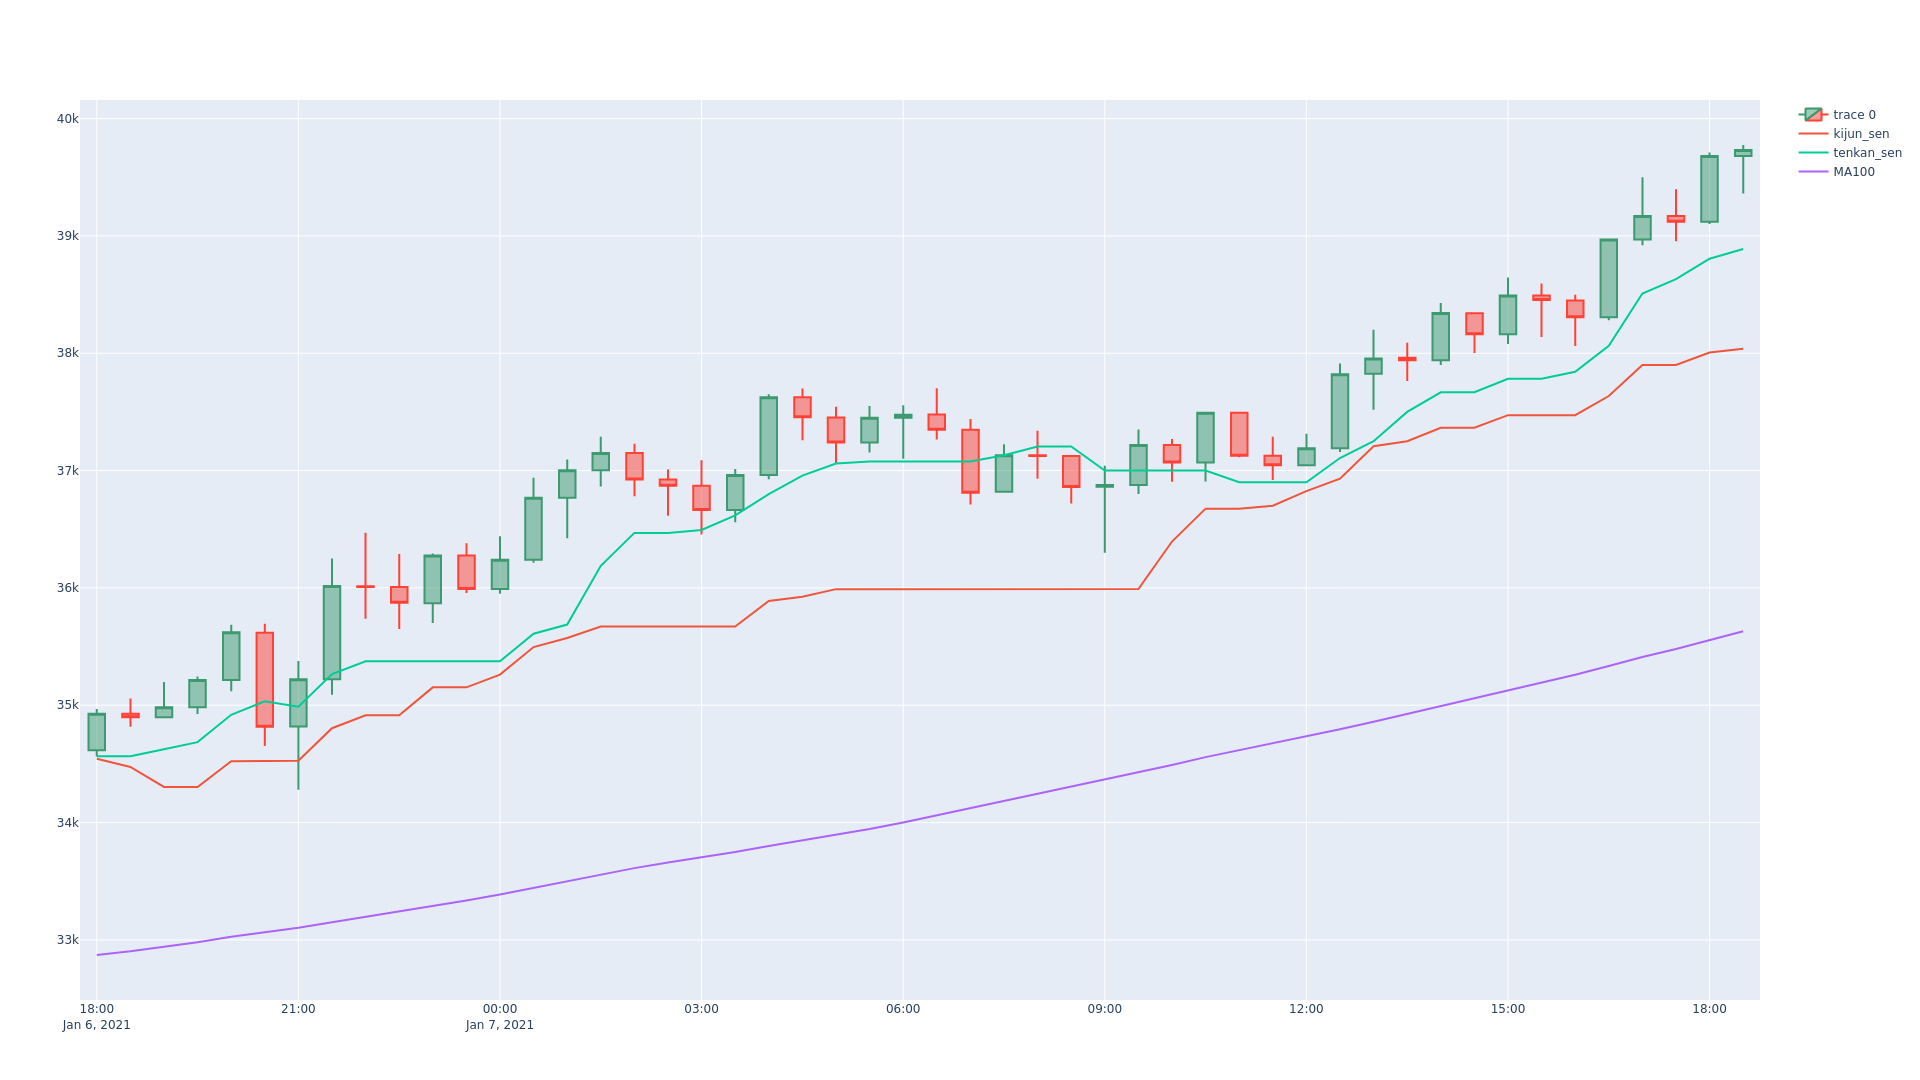 40k
39k
38k
37k
36k
35k
34k
33k
18:00 21:00 00:00 03:00 06:00 09:00 12:00 15:00 18:00
Jan 6, 2021 Jan 7, 2021
trace 0
kijun_sen
tenkan_sen
MA100